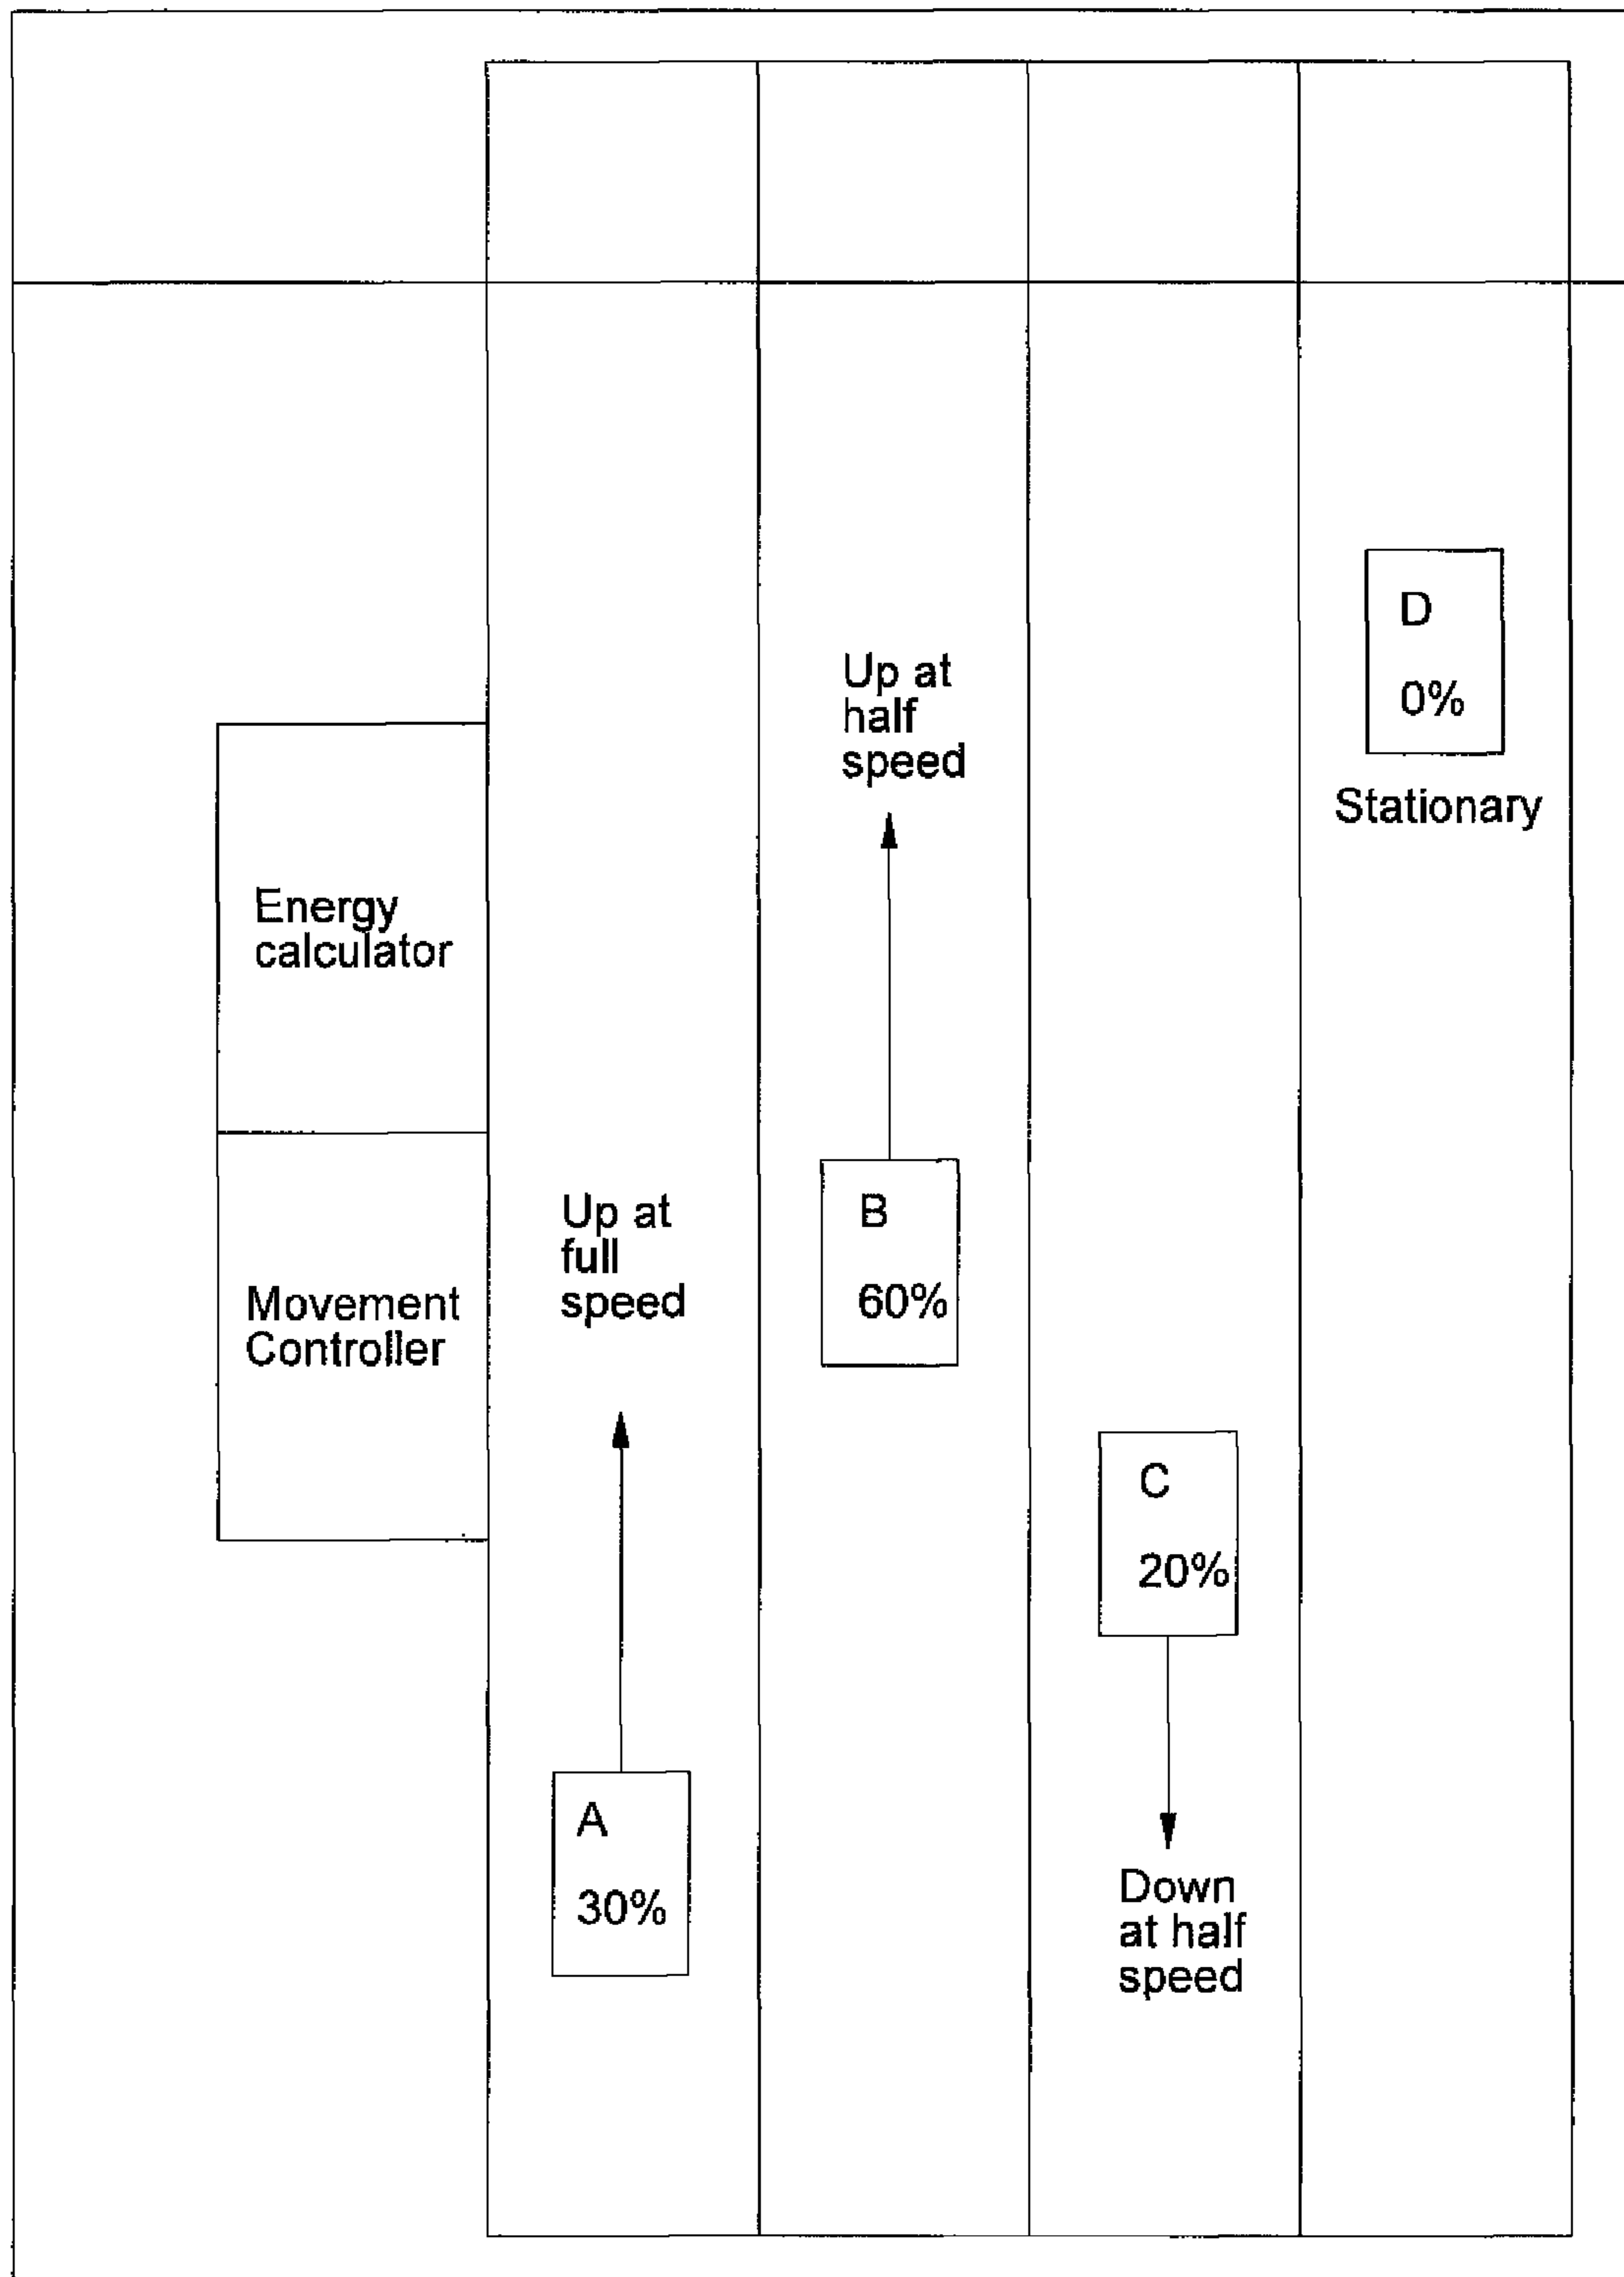 D
0%
Stationary
Up at
half
speed
Energy
calculator
Movement
Controller
Up at
full
speed
B
60%
C
20%
A
30%
Down
at half
speed